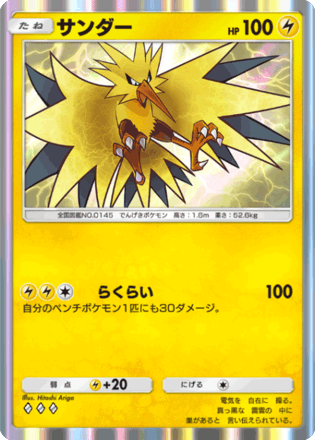 たね サンダー HP 100
全国図鑑NO.0145 でんげきポケモン 高さ：1.6m 重さ：52.6kg
らくらい 100
自分のベンチポケモン1匹にも30ダメージ。
弱点 +20 にげる
Illus. Hitoshi Ariga
電気を 自在に 操る。
真っ黒な 雷雲の 中に
巣があると 言い伝えられている。